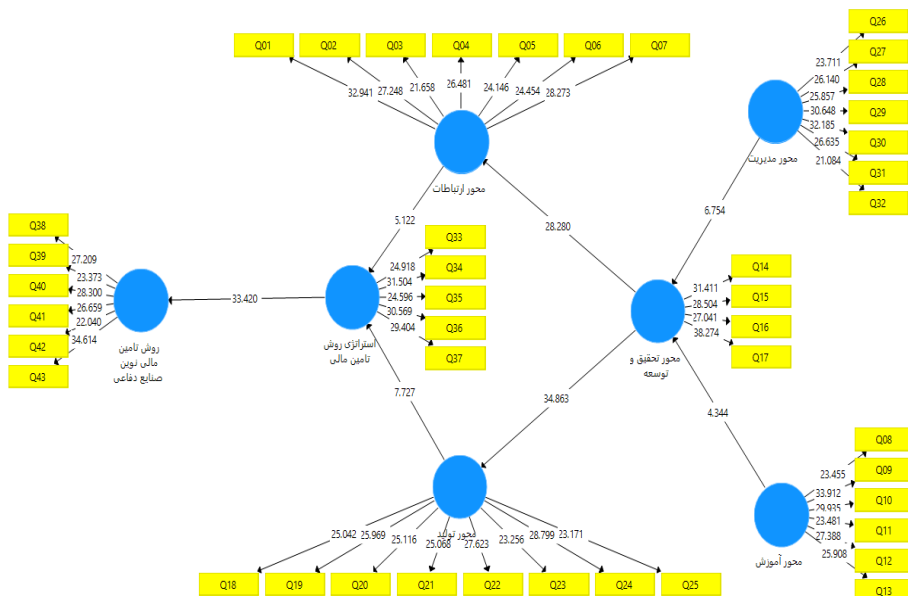 Q01 Q02 Q03 Q04 Q05 Q06 Q07
32.941 27.248 21.658 26.481 24.146 24.454 28.273
محور ارتباطات
Q26
Q27
Q28
Q29
Q30
Q31
Q32
23.711
26.140
25.857
30.648
32.185
26.635
21.084
محور مدیریت
5.122
28.280
6.754
Q38
Q39
Q40
Q41
Q42
Q43
27.209
23.373
28.300
26.659
22.040
34.614
روش تامین
مالی نوین
صنایع دفاعی
33.420
Q33
Q34
Q35
Q36
Q37
24.918
31.504
24.596
30.569
29.404
استراتژی روش
تامین مالی
Q14
Q15
Q16
Q17
31.411
28.504
27.041
38.274
محور تحقیق و
توسعه
7.727
34.863
4.344
Q08
Q09
Q10
Q11
Q12
Q13
23.455
33.912
29.935
23.481
27.388
25.908
محور آموزش
محور تولید
25.042 25.969 25.116 25.068 27.623 23.256 28.799 23.171
Q18 Q19 Q20 Q21 Q22 Q23 Q24 Q25